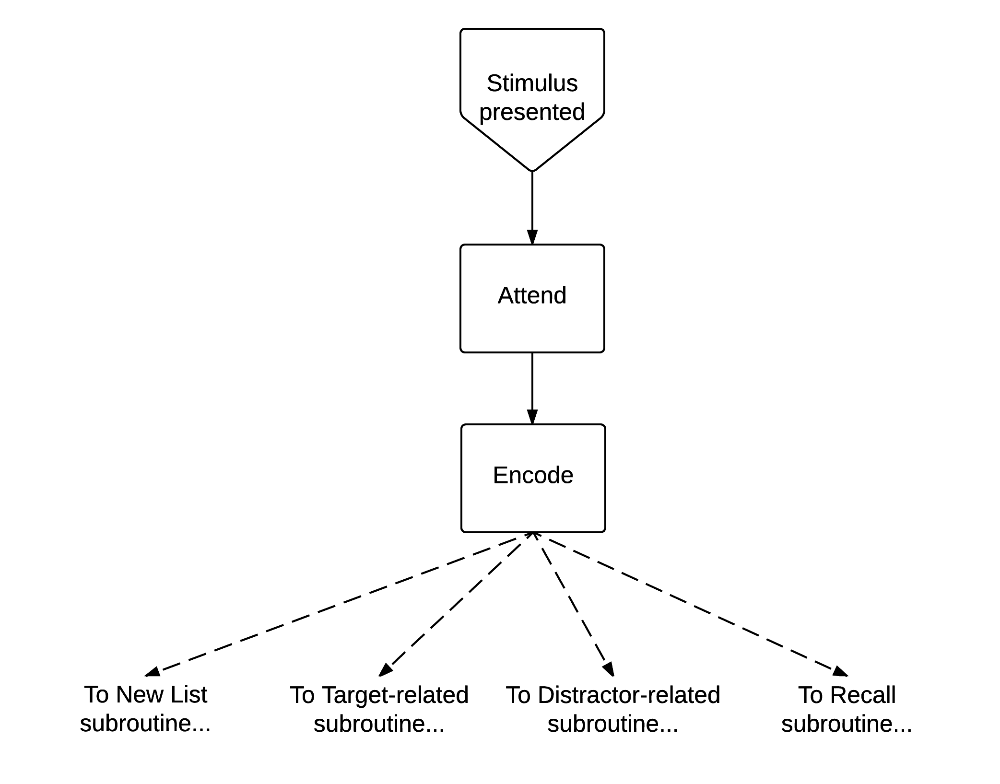 Stimulus
presented
Attend
Encode
To New List
subroutine...
To Target-related
subroutine...
To Distractor-related
subroutine...
To Recall
subroutine...